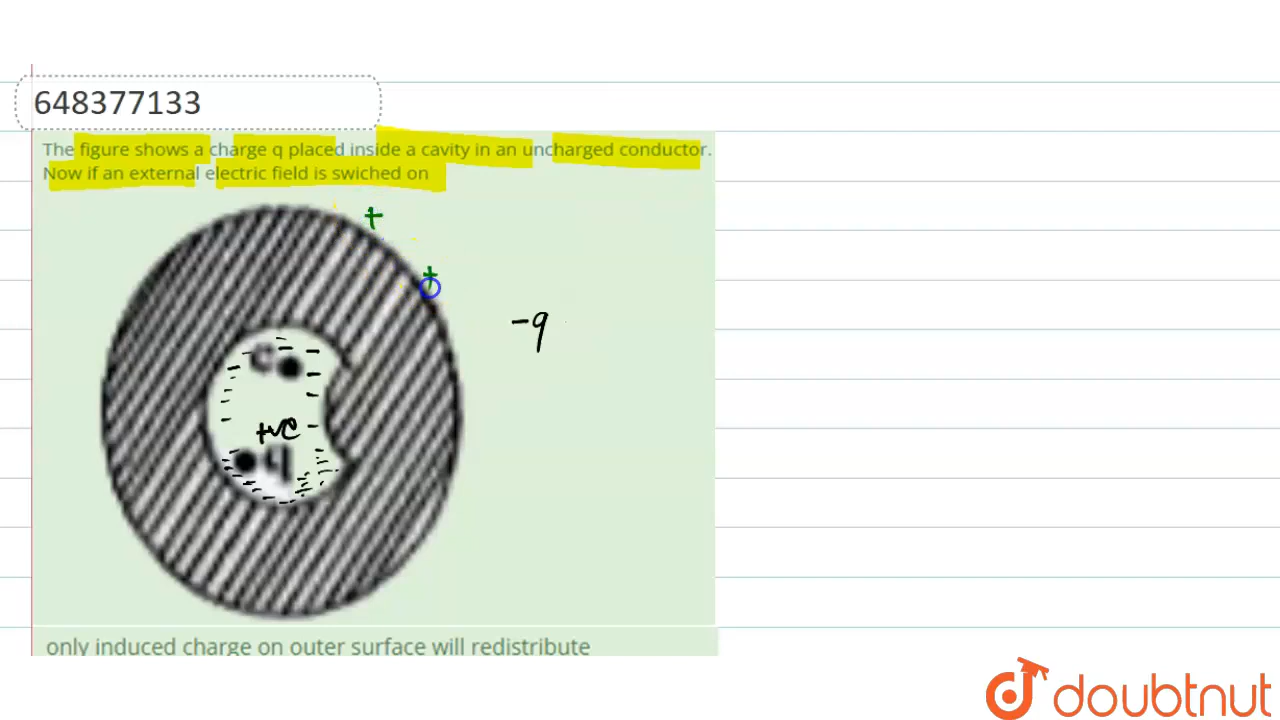 648377133
The figure shows a charge q placed inside a cavity in an uncharged conductor.
Now if an external electric field is swiched on
+
+
-q
C
+ve
q
only induced charge on outer surface will redistribute
doubtnut